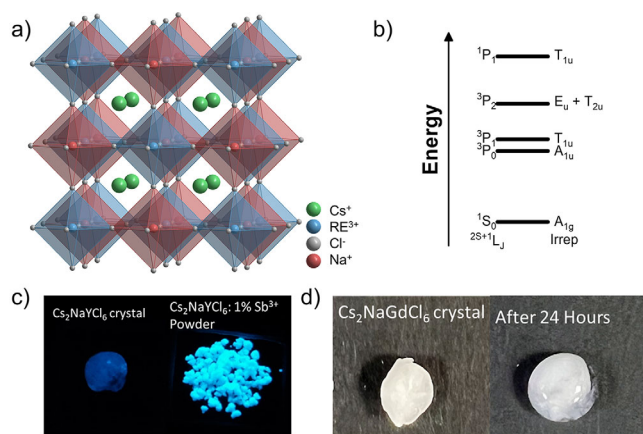 a)
Cs⁺
RE³⁺
Cl⁻
Na⁺
b)
Energy
¹P₁ T₁ᵤ
³P₂ Eᵤ + T₂ᵤ
³P₁ T₁ᵤ
³P₀ A₁ᵤ
¹S₀ A₁g
²ˢ⁺¹L_J Irrep
c)
Cs₂NaYCl₆ crystal
Cs₂NaYCl₆: 1% Sb³⁺
Powder
d)
Cs₂NaGdCl₆ crystal
After 24 Hours